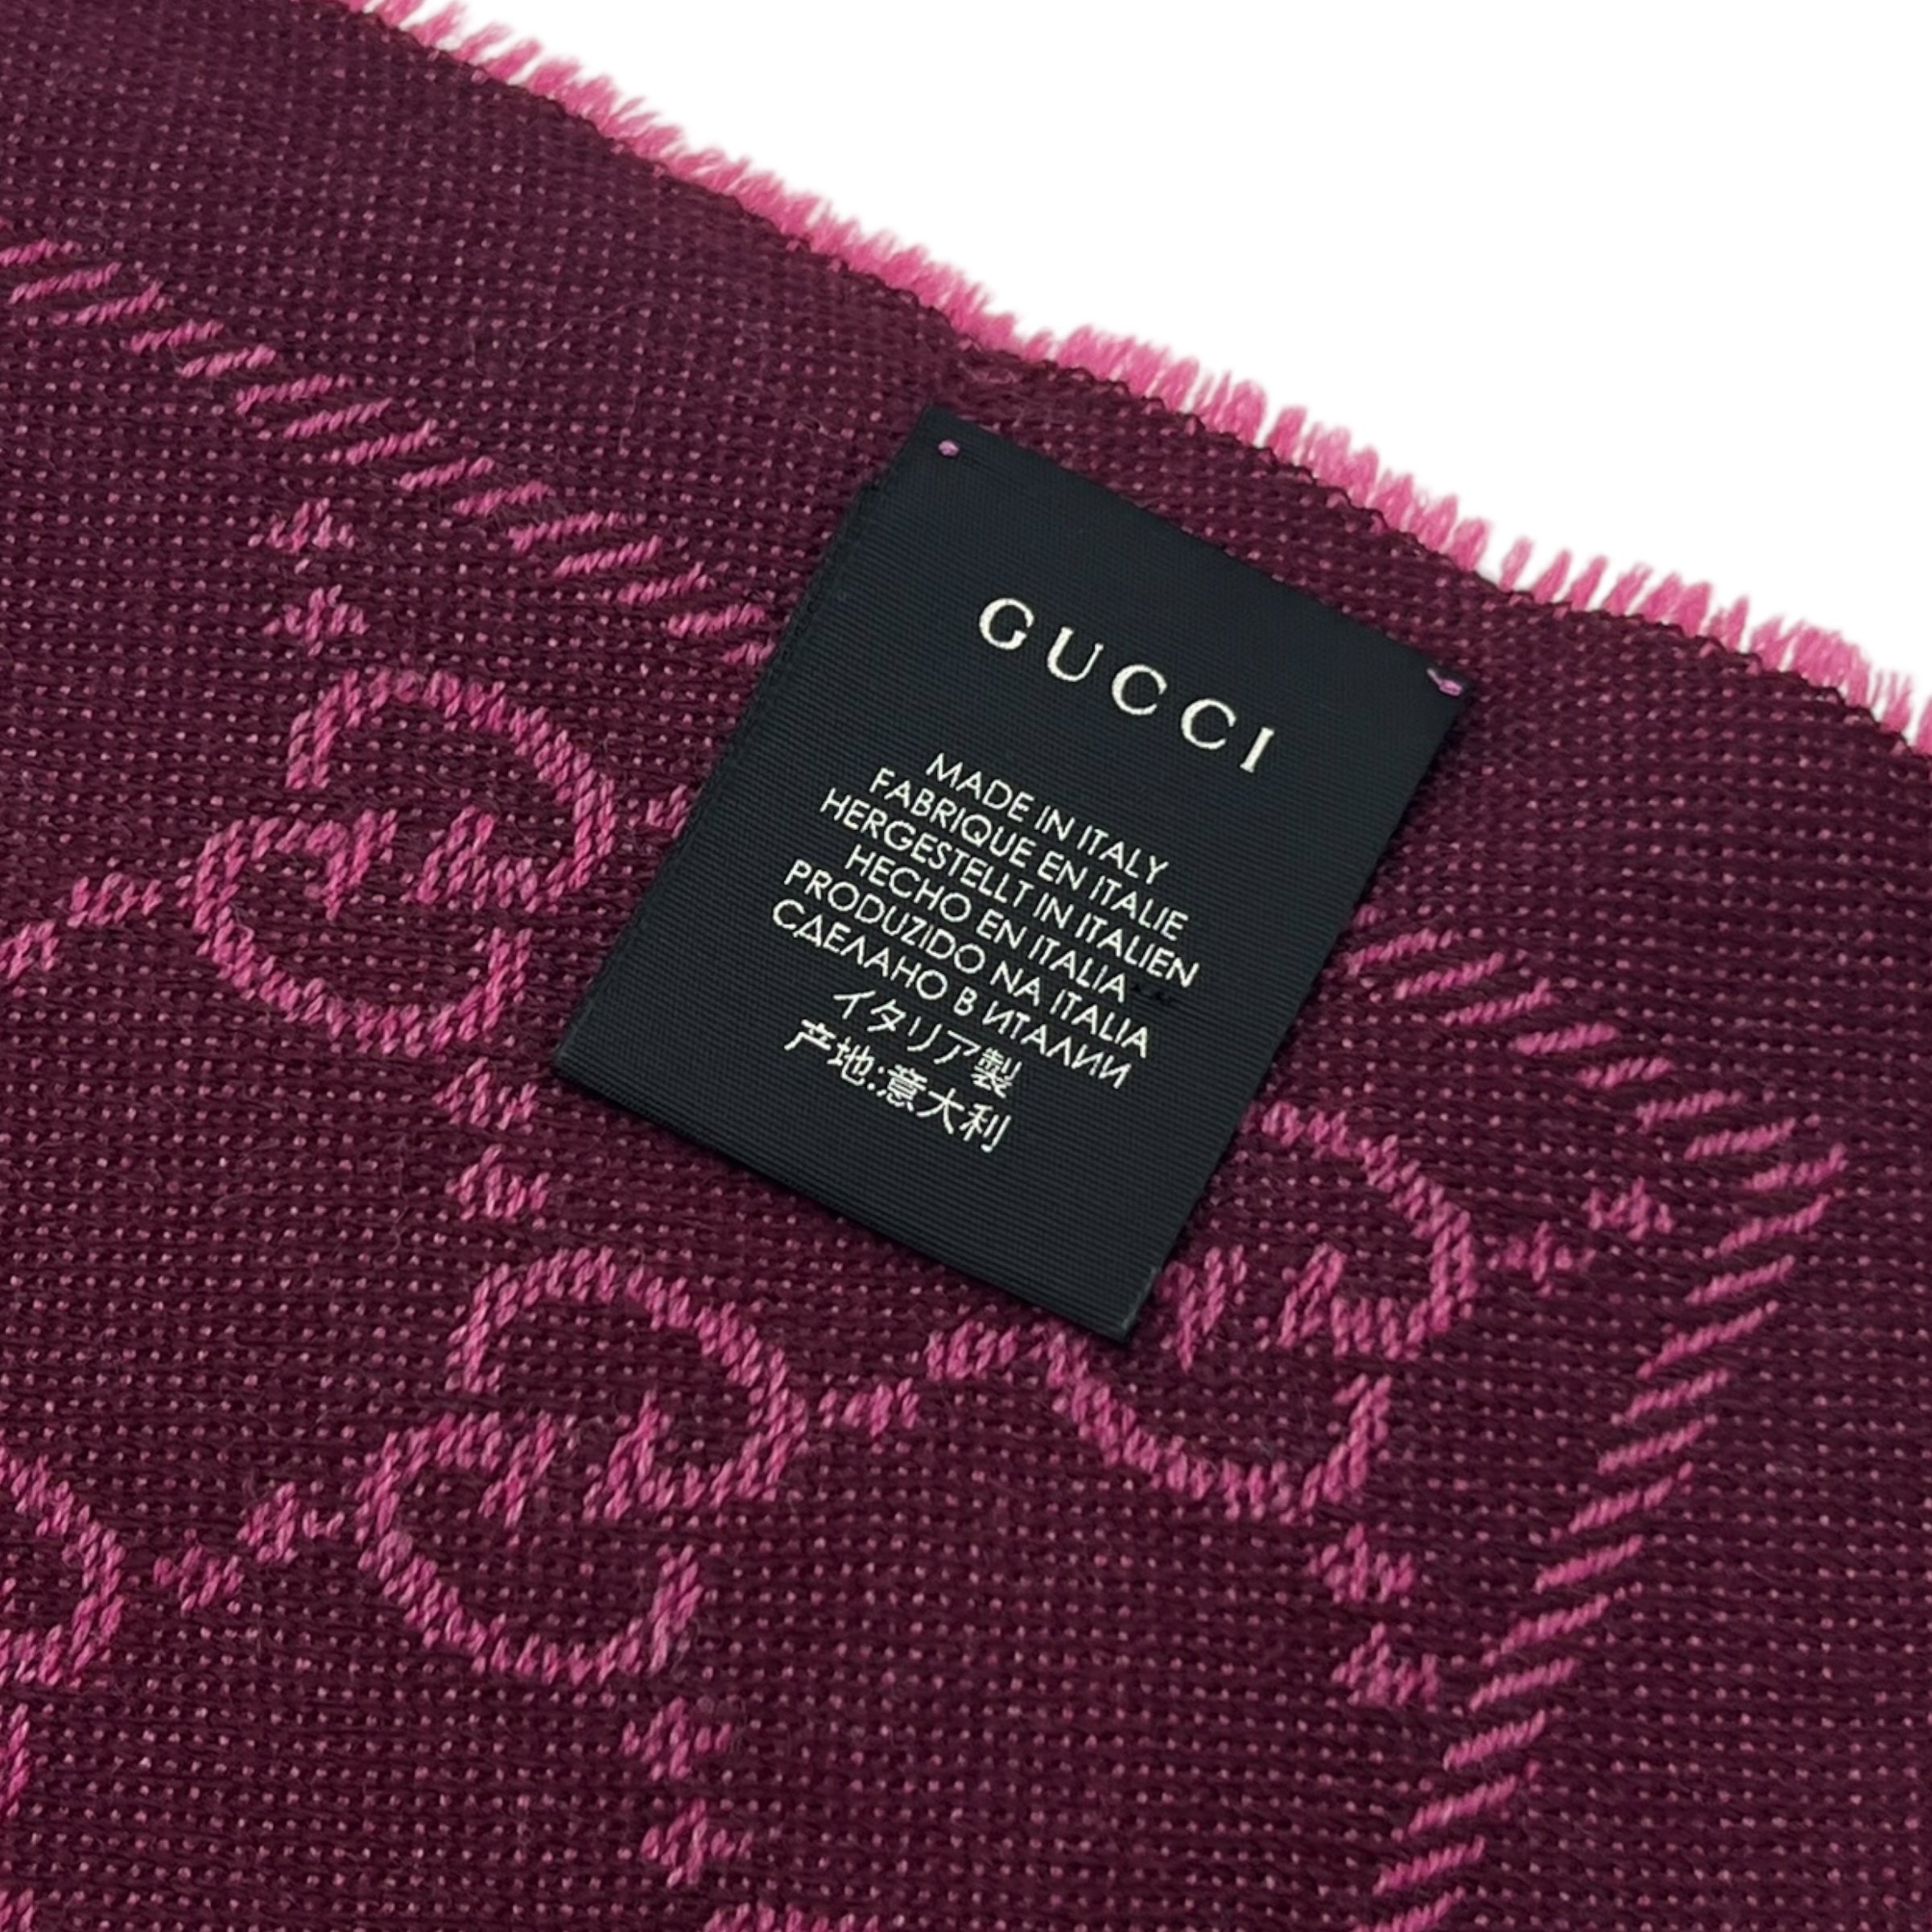 GUCCI
MADE IN ITALY
FABRIQUE EN ITALIE
HERGESTELLT IN ITALIEN
HECHO EN ITALIA
PRODUZIDO NA ITALIA
СДЕЛАНО В ИТАЛИИ
イタリア製
产地:意大利